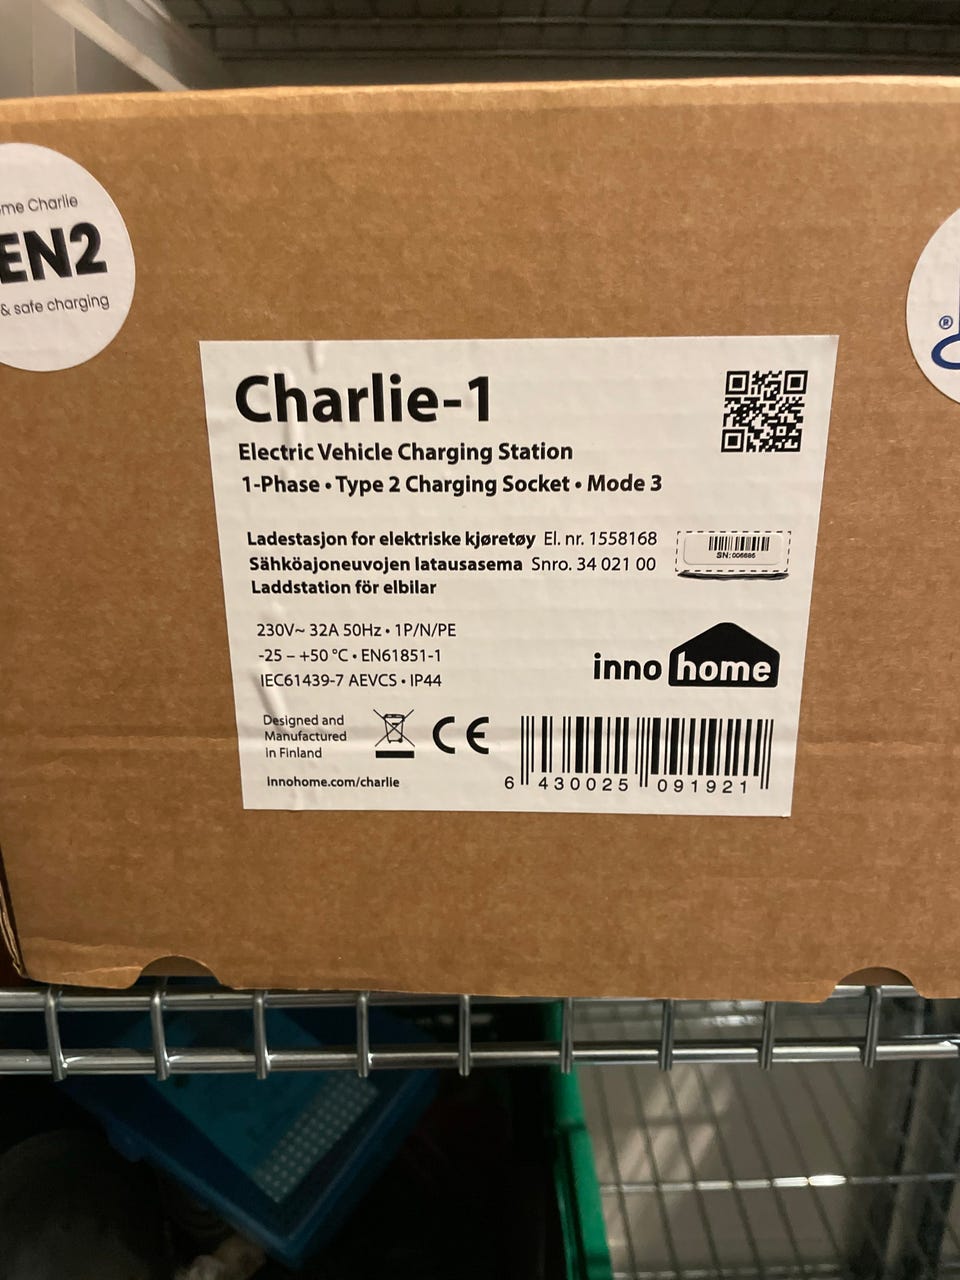 me Charlie
EN2
& safe charging
®
Charlie-1
Electric Vehicle Charging Station
1-Phase • Type 2 Charging Socket • Mode 3
Ladestasjon for elektriske kjøretøy El. nr. 1558168
Sähköajoneuvojen latausasema Snro. 34 021 00
Laddstation för elbilar
SN: 006686
230V~ 32A 50Hz • 1P/N/PE
-25 – +50 °C • EN61851-1
IEC61439-7 AEVCS • IP44
inno home
Designed and
Manufactured
in Finland
CE
innohome.com/charlie
6 430025 091921